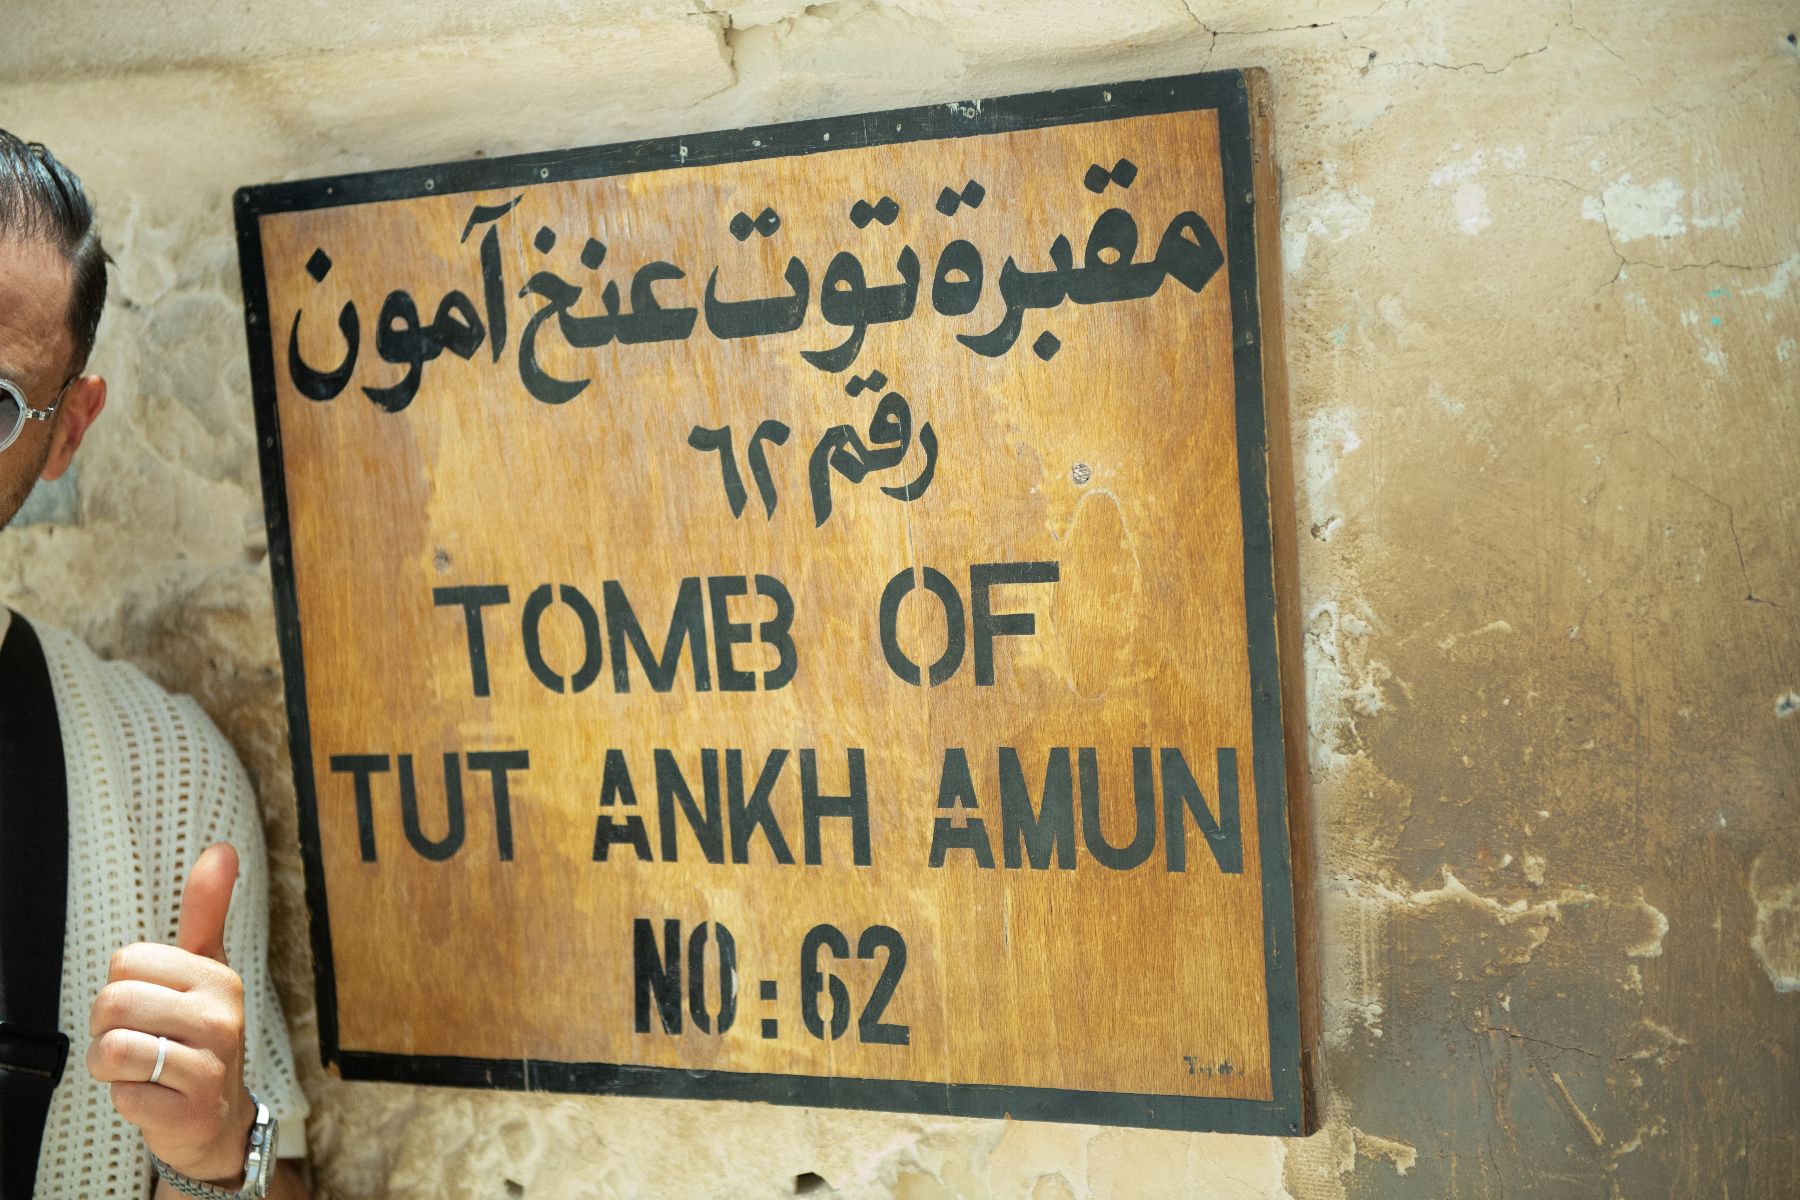 مقبرة توت عنخ آمون
رقم ٦٢
TOMB OF
TUT ANKH AMUN
NO: 62